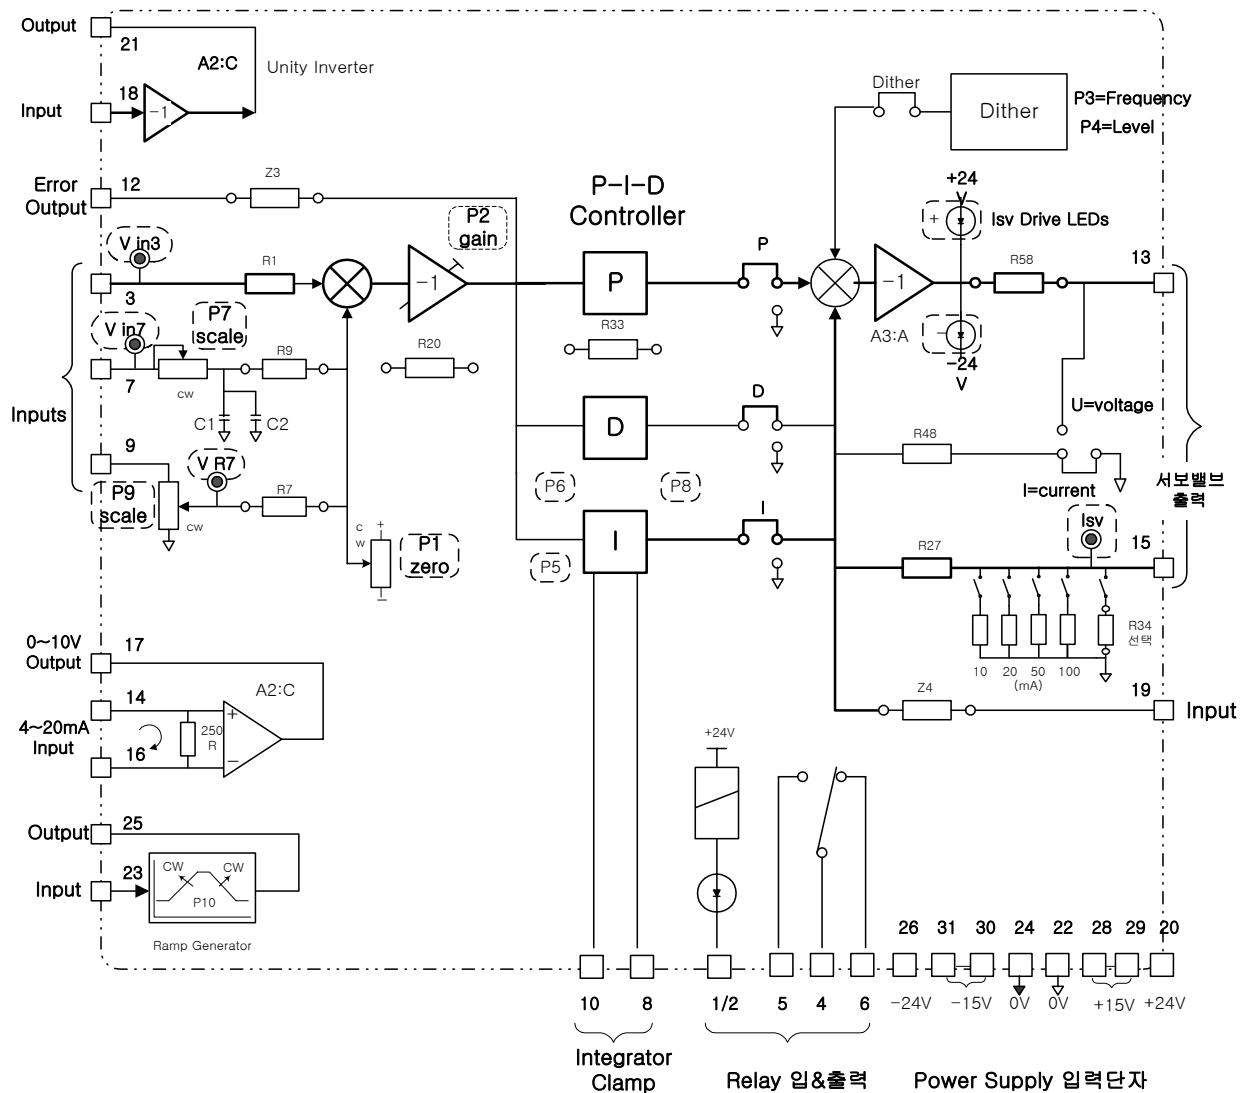 Output
21
A2:C
Unity Inverter
Input
18
−1
Dither
Dither
P3=Frequency
P4=Level
Error
Output
12
Z3
P-I-D
Controller
P2
gain
+24
V
+
Isv Drive LEDs
V in3
R1
3
−1
P
P
−1
R58
13
A3:A
−
−24
V
V in7
P7
scale
R9
R20
R33
7
cw
C1
C2
Inputs
D
D
U=voltage
R48
I=current
서보밸브
출력
9
V R7
P9
scale
cw
R7
P6
P8
P5
c
w
+
−
P1
zero
I
I
Isv
R27
15
R34
선택
10
20
50
100
(mA)
0~10V
Output
17
A2:C
14
4~20mA
Input
16
250
R
+
−
Z4
19
Input
+24V
Output
25
Input
23
CW
CW
P10
Ramp Generator
26
31
30
24
22
28
29
20
10
8
1/2
5
4
6
−24V
−15V
0V
0V
+15V
+24V
Integrator
Clamp
Relay 입&출력
Power Supply 입력단자